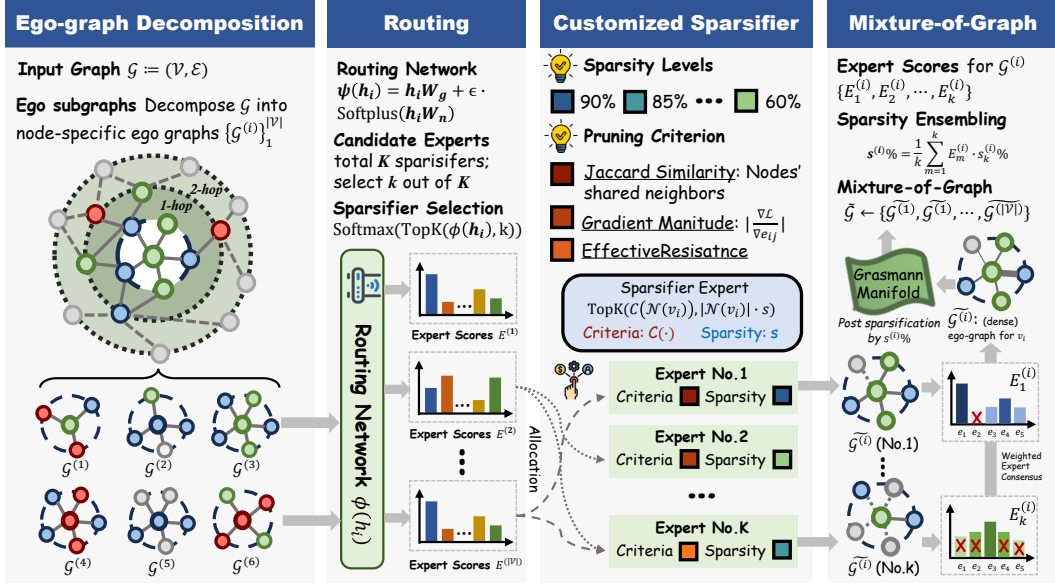 Ego-graph Decomposition
Input Graph 𝒢 ≔ (𝒱, ℰ)
Ego subgraphs Decompose 𝒢 into
node-specific ego graphs {𝒢^(i)}_1^|𝒱|
2-hop
1-hop
𝒢^(1)
𝒢^(2)
𝒢^(3)
𝒢^(4)
𝒢^(5)
𝒢^(6)
Routing
Routing Network
ψ(h_i) = h_iW_g + ϵ ·
Softplus(h_iW_n)
Candidate Experts
total K sparisifers;
select k out of K
Sparsifier Selection
Softmax(TopK(ϕ(h_i), k))
Routing Network ϕ(h_i)
...
Expert Scores E^(1)
...
Expert Scores E^(2)
...
...
Expert Scores E^(|𝒱|)
Allocation
Customized Sparsifier
Sparsity Levels
90% 85% ... 60%
Pruning Criterion
Jaccard Similarity: Nodes'
shared neighbors
Gradient Manitude: |∇ℒ/∇e_ij|
EffectiveResisatnce
Sparsifier Expert
TopK(C(𝒩(v_i)), |𝒩(v_i)| · s)
Criteria: C(·) Sparsity: s
Expert No.1
Criteria Sparsity
Expert No.2
Criteria Sparsity
...
Expert No.K
Criteria Sparsity
Mixture-of-Graph
Expert Scores for 𝒢^(i)
{E_1^(i), E_2^(i), ⋯, E_k^(i)}
Sparsity Ensembling
s^(i)% = 1/k ∑_{m=1}^{k} E_m^(i) · s_k^(i)%
Mixture-of-Graph
𝒢̃ ← {𝒢^(1)~, 𝒢^(1)~, ⋯, 𝒢^(|𝒱|)~}
Grasmann
Manifold
Post sparsification
by s^(i)%
𝒢^(i)~: (dense)
ego-graph for v_i
𝒢^(i)~ (No.1)
E_1^(i)
e_1 e_2 e_3 e_4 e_5
Weighted
Expert
Consensus
...
𝒢^(i)~ (No.k)
E_k^(i)
e_1 e_2 e_3 e_4 e_5